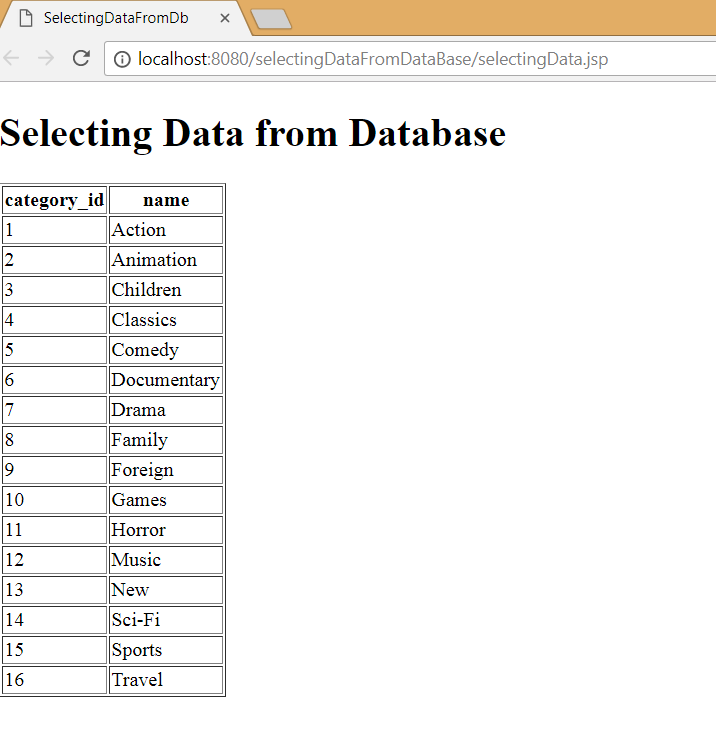 SelectingDataFromDb
localhost:8080/selectingDataFromDataBase/selectingData.jsp
Selecting Data from Database
category_id name
1 Action
2 Animation
3 Children
4 Classics
5 Comedy
6 Documentary
7 Drama
8 Family
9 Foreign
10 Games
11 Horror
12 Music
13 New
14 Sci-Fi
15 Sports
16 Travel